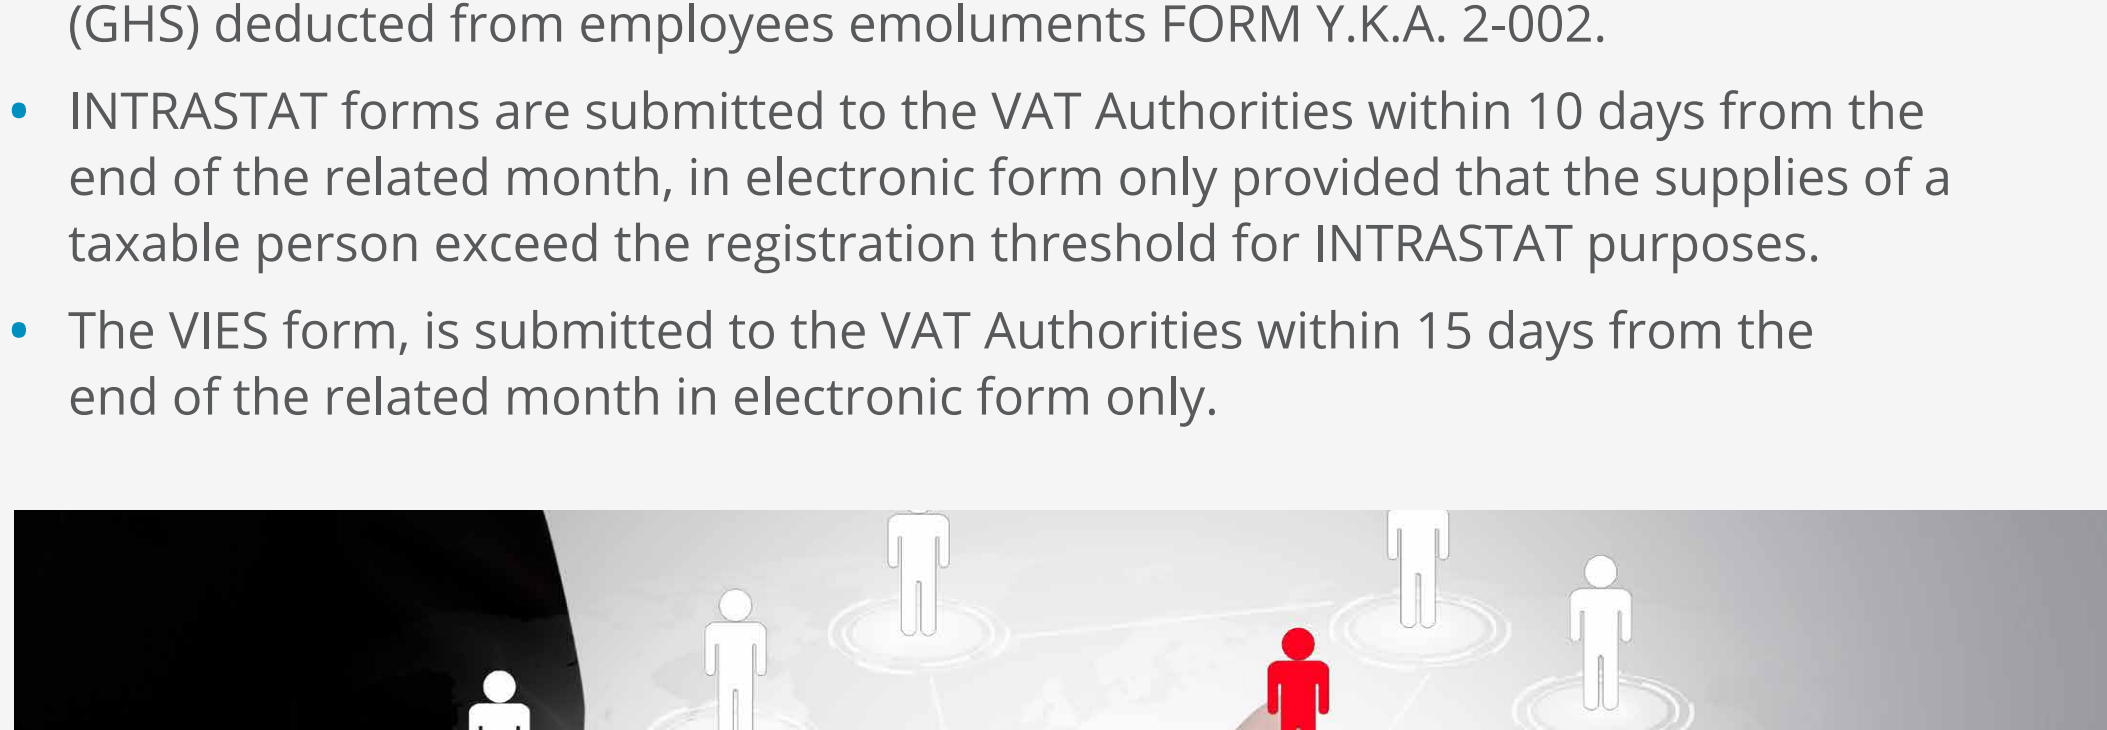 (GHS) deducted from employees emoluments FORM Y.K.A. 2-002.
• INTRASTAT forms are submitted to the VAT Authorities within 10 days from the
end of the related month, in electronic form only provided that the supplies of a
taxable person exceed the registration threshold for INTRASTAT purposes.
• The VIES form, is submitted to the VAT Authorities within 15 days from the
end of the related month in electronic form only.